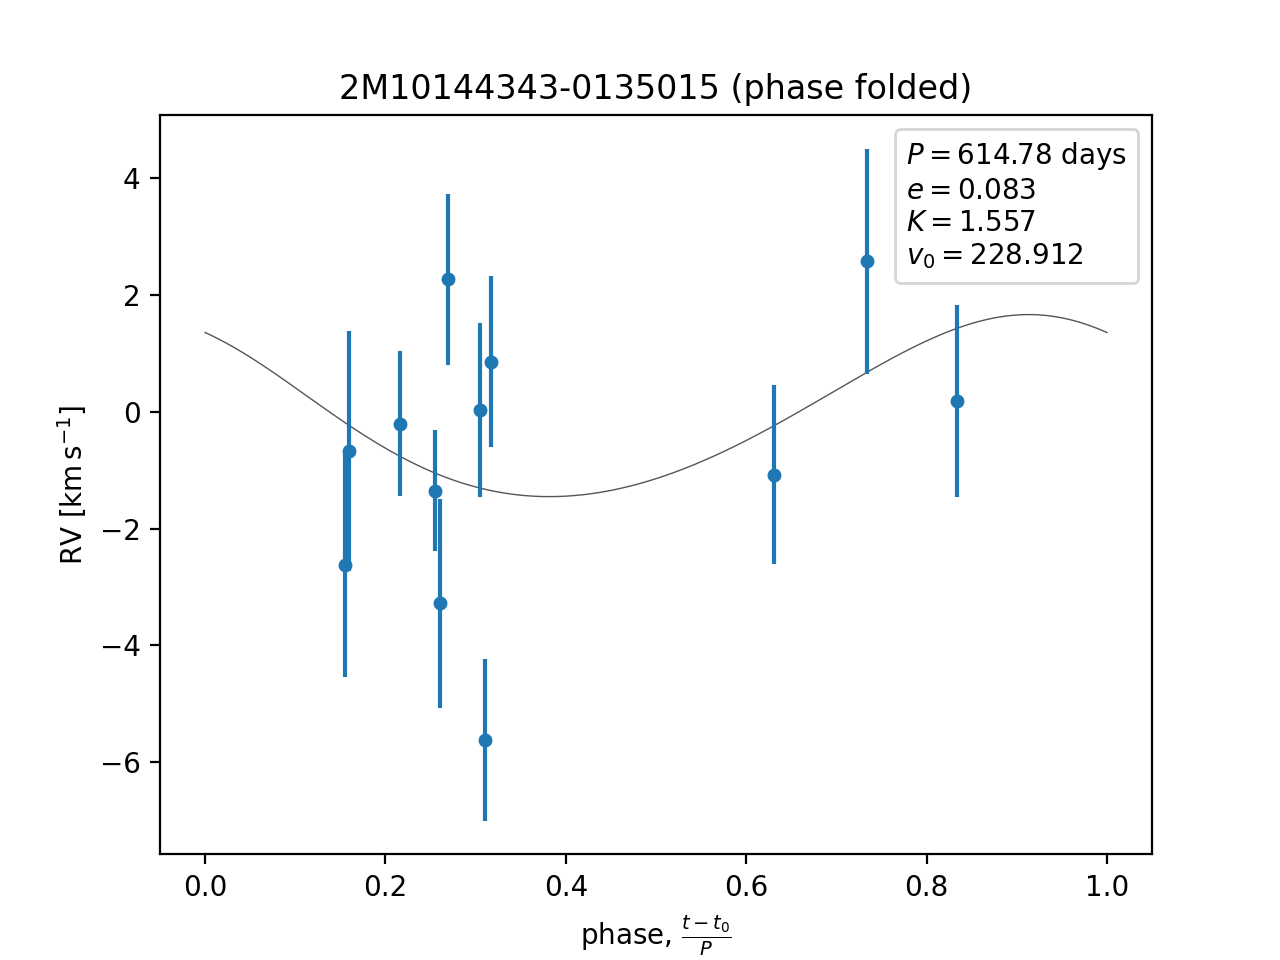 2M10144343-0135015 (phase folded)
P = 614.78 days
e = 0.083
K = 1.557
v₀ = 228.912
RV [km s⁻¹]
4
2
0
−2
−4
−6
0.0 0.2 0.4 0.6 0.8 1.0
phase, (t − t₀)/P